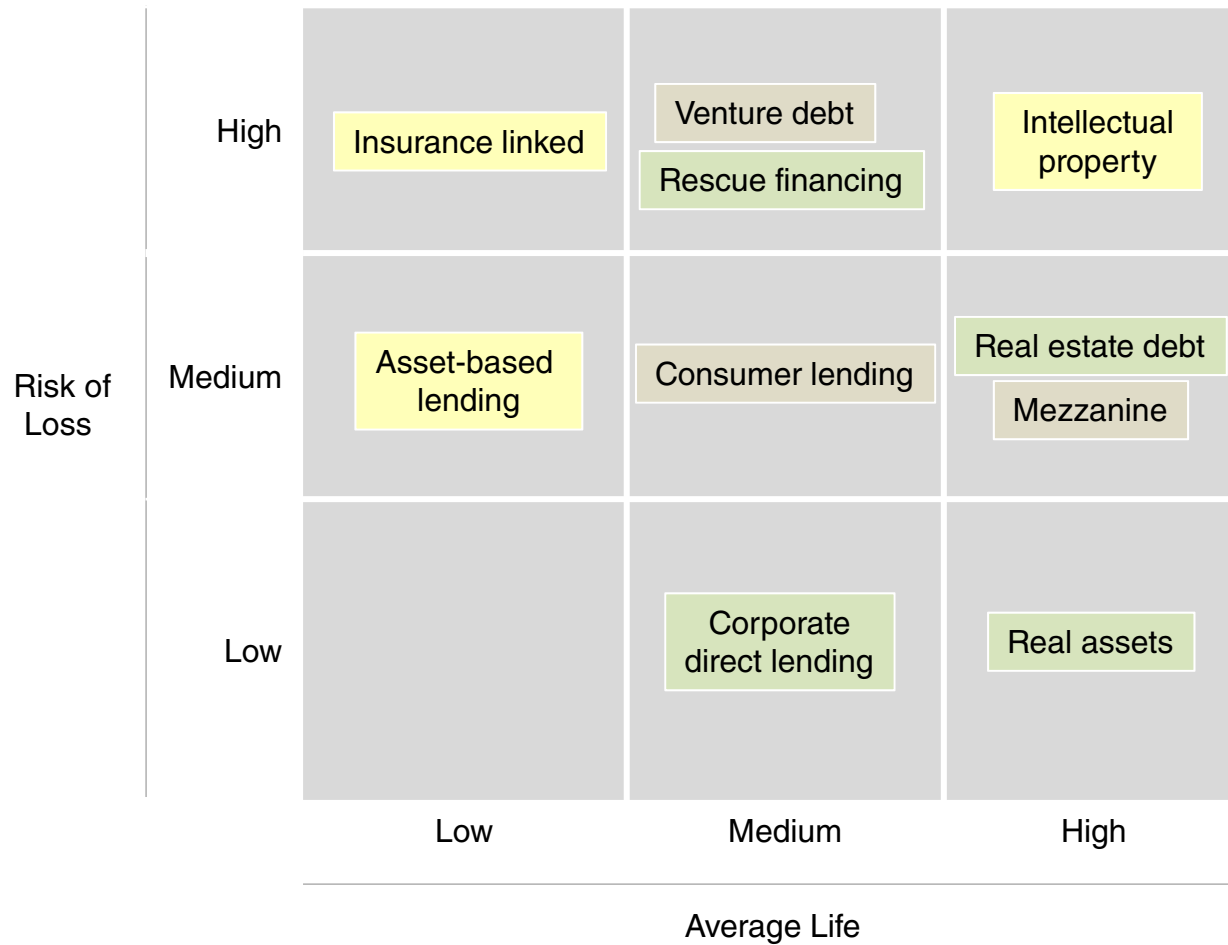 High
Insurance linked
Venture debt
Rescue financing
Intellectual
property
Risk of
Loss
Medium
Asset-based
lending
Consumer lending
Real estate debt
Mezzanine
Low
Corporate
direct lending
Real assets
Low
Medium
High
Average Life